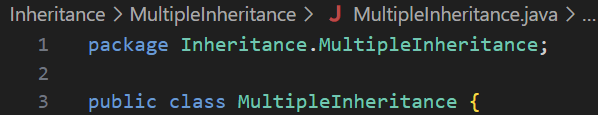 Inheritance > MultipleInheritance > J MultipleInheritance.java > ...
1 package Inheritance.MultipleInheritance;
2
3 public class MultipleInheritance {